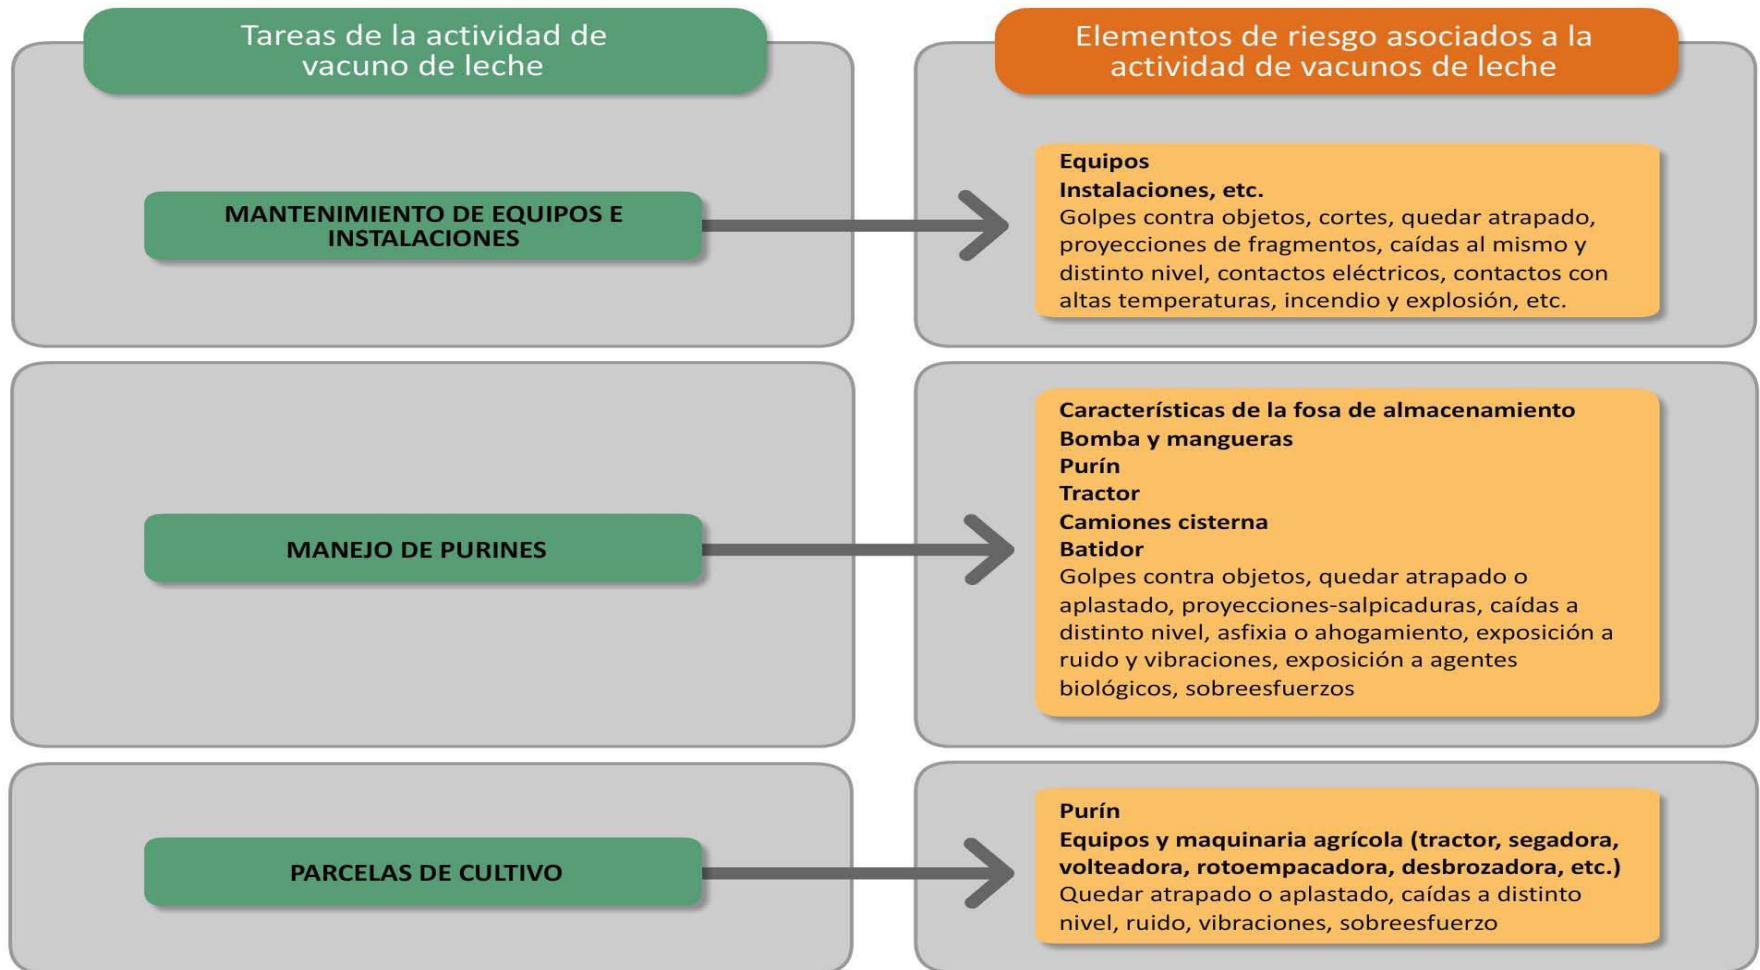 Tareas de la actividad de
vacuno de leche
Elementos de riesgo asociados a la
actividad de vacunos de leche
MANTENIMIENTO DE EQUIPOS E
INSTALACIONES
Equipos
Instalaciones, etc.
Golpes contra objetos, cortes, quedar atrapado,
proyecciones de fragmentos, caídas al mismo y
distinto nivel, contactos eléctricos, contactos con
altas temperaturas, incendio y explosión, etc.
MANEJO DE PURINES
Característícas de la fosa de almacenamiento
Bomba y mangueras
Purín
Tractor
Camiones cisterna
Batidor
Golpes contra objetos, quedar atrapado o
aplastado, proyecciones-salpicaduras, caídas a
distinto nivel, asfixia o ahogamiento, exposición a
ruido y vibraciones, exposición a agentes
biológicos, sobreesfuerzos
PARCELAS DE CULTIVO
Purín
Equipos y maquinaria agrícola (tractor, segadora,
volteadora, rotoempacadora, desbrozadora, etc.)
Quedar atrapado o aplastado, caídas a distinto
nivel, ruido, vibraciones, sobreesfuerzo